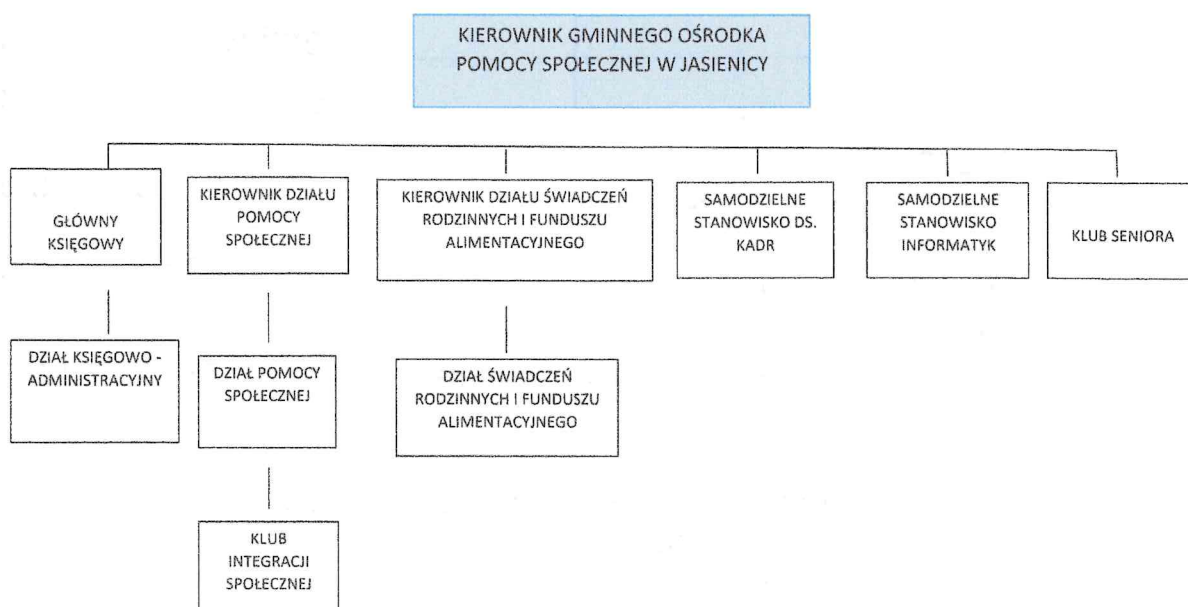 KIEROWNIK GMINNEGO OŚRODKA
POMOCY SPOŁECZNEJ W JASIENICY
GŁÓWNY
KSIĘGOWY
KIEROWNIK DZIAŁU
POMOCY
SPOŁECZNEJ
KIEROWNIK DZIAŁU ŚWIADCZEŃ
RODZINNYCH I FUNDUSZU
ALIMENTACYJNEGO
SAMODZIELNE
STANOWISKO DS.
KADR
SAMODZIELNE
STANOWISKO
INFORMATYK
KLUB SENIORA
DZIAŁ KSIĘGOWO -
ADMINISTRACYJNY
DZIAŁ POMOCY
SPOŁECZNEJ
DZIAŁ ŚWIADCZEŃ
RODZINNYCH I FUNDUSZU
ALIMENTACYJNEGO
KLUB
INTEGRACJI
SPOŁECZNEJ